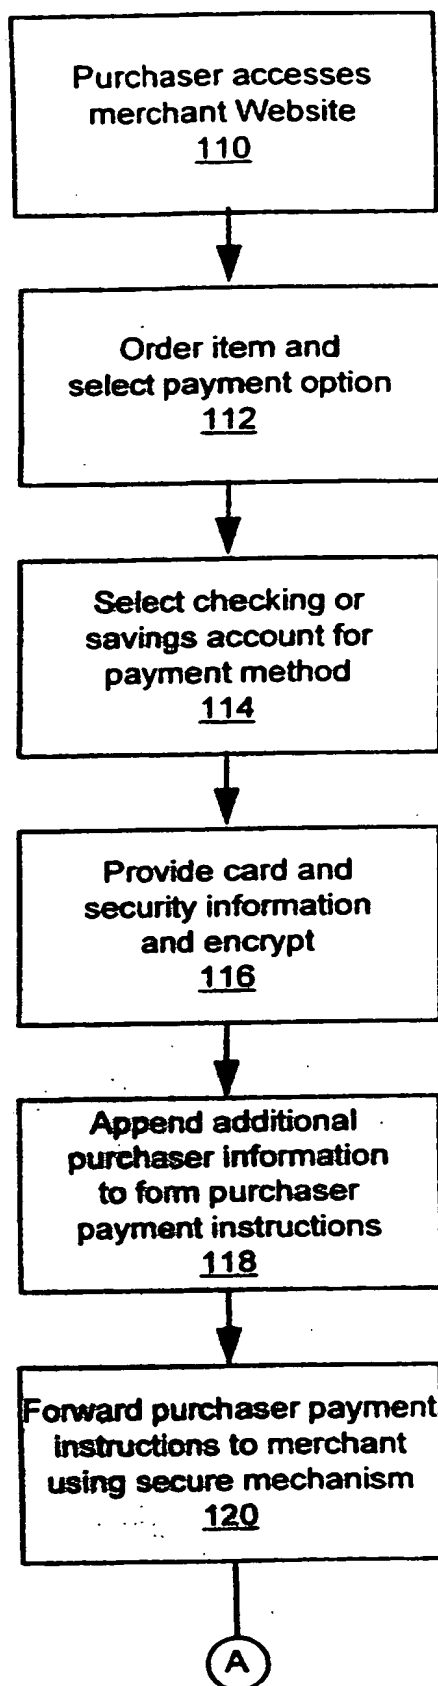 Purchaser accesses
merchant Website
110
Order item and
select payment option
112
Select checking or
savings account for
payment method
114
Provide card and
security information
and encrypt
116
Append additional
purchaser information
to form purchaser
payment instructions
118
Forward purchaser payment
instructions to merchant
using secure mechanism
120
A